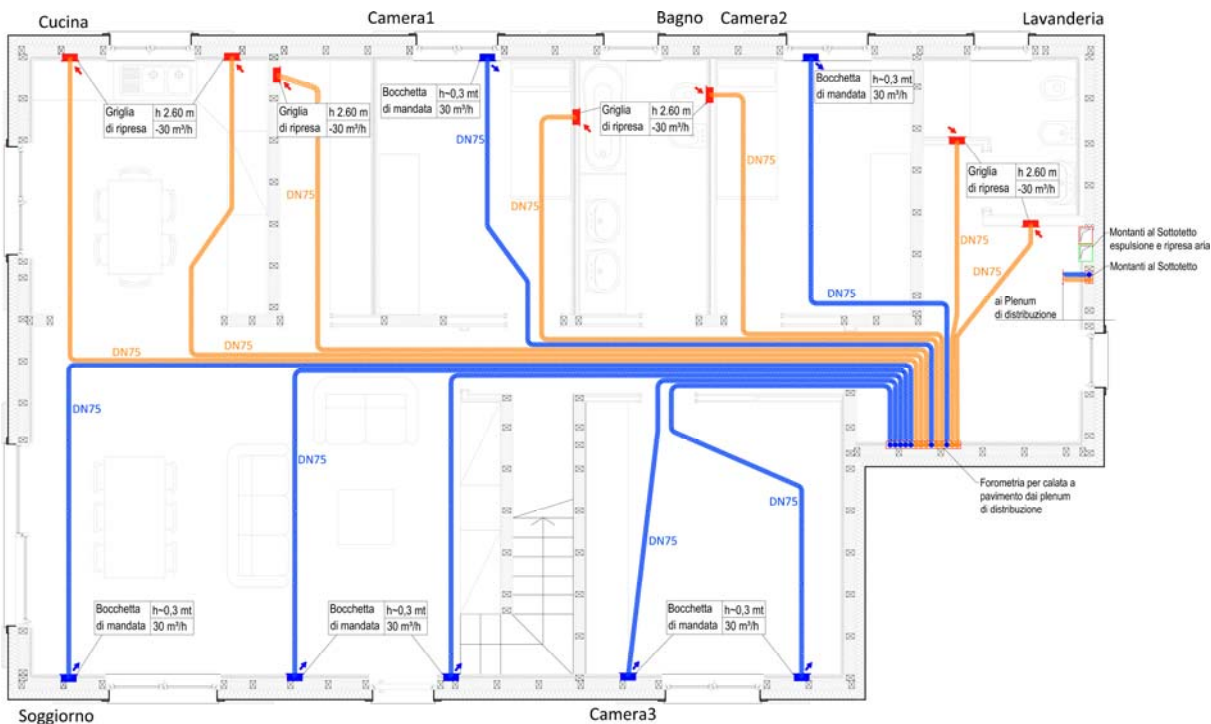 Cucina
Camera1
Bagno
Camera2
Lavanderia
Griglia h 2.60 m
di ripresa -30 m³/h
Griglia h 2.60 m
di ripresa -30 m³/h
Bocchetta h~0,3 mt
di mandata 30 m³/h
Griglia h 2.60 m
di ripresa -30 m³/h
Bocchetta h~0,3 mt
di mandata 30 m³/h
Griglia h 2.60 m
di ripresa -30 m³/h
DN75
DN75
DN75
DN75
DN75
DN75
DN75
Montanti al Sottotetto
espulsione e ripresa aria
Montanti al Sottotetto
ai Plenum
di distribuzione
DN75
DN75
DN75
DN75
DN75
DN75
DN75
Forometria per calata a
pavimento dai plenum
di distribuzione
Bocchetta h~0,3 mt
di mandata 30 m³/h
Bocchetta h~0,3 mt
di mandata 30 m³/h
Bocchetta h~0,3 mt
di mandata 30 m³/h
Soggiorno
Camera3